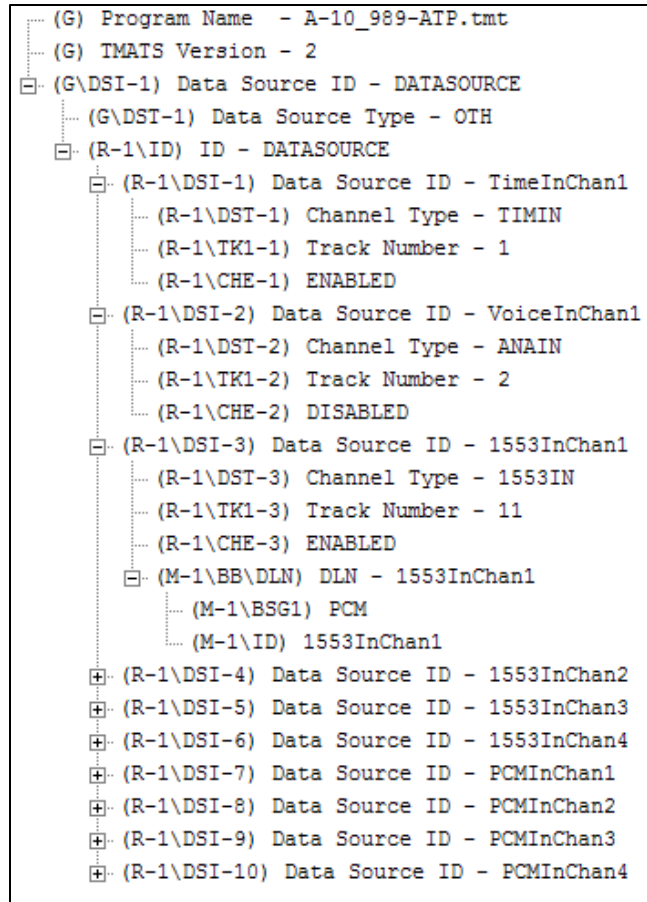 (G) Program Name  - A-10_989-ATP.tmt
(G) TMATS Version - 2
(G\DSI-1) Data Source ID - DATASOURCE
(G\DST-1) Data Source Type - OTH
(R-1\ID) ID - DATASOURCE
(R-1\DSI-1) Data Source ID - TimeInChan1
(R-1\DST-1) Channel Type - TIMIN
(R-1\TK1-1) Track Number - 1
(R-1\CHE-1) ENABLED
(R-1\DSI-2) Data Source ID - VoiceInChan1
(R-1\DST-2) Channel Type - ANAIN
(R-1\TK1-2) Track Number - 2
(R-1\CHE-2) DISABLED
(R-1\DSI-3) Data Source ID - 1553InChan1
(R-1\DST-3) Channel Type - 1553IN
(R-1\TK1-3) Track Number - 11
(R-1\CHE-3) ENABLED
(M-1\BB\DLN) DLN - 1553InChan1
(M-1\BSG1) PCM
(M-1\ID) 1553InChan1
(R-1\DSI-4) Data Source ID - 1553InChan2
(R-1\DSI-5) Data Source ID - 1553InChan3
(R-1\DSI-6) Data Source ID - 1553InChan4
(R-1\DSI-7) Data Source ID - PCMInChan1
(R-1\DSI-8) Data Source ID - PCMInChan2
(R-1\DSI-9) Data Source ID - PCMInChan3
(R-1\DSI-10) Data Source ID - PCMInChan4